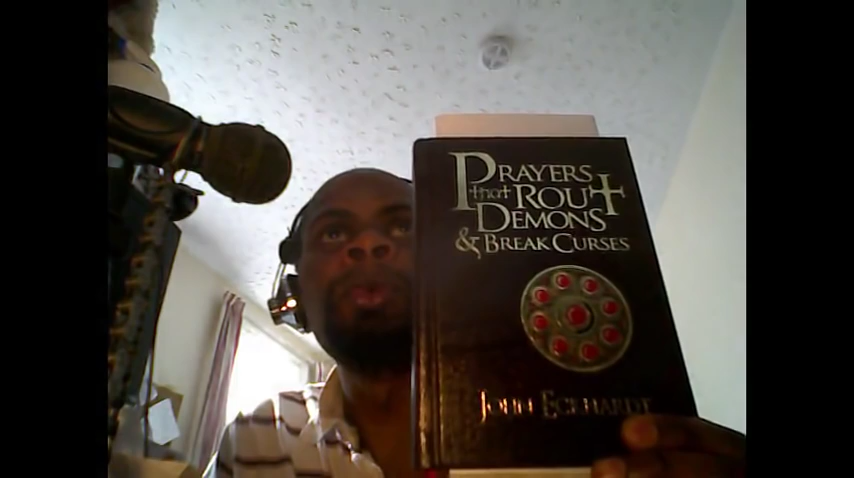 PRAYERS
that ROUT
DEMONS
& BREAK CURSES
JOHN ECKHARDT